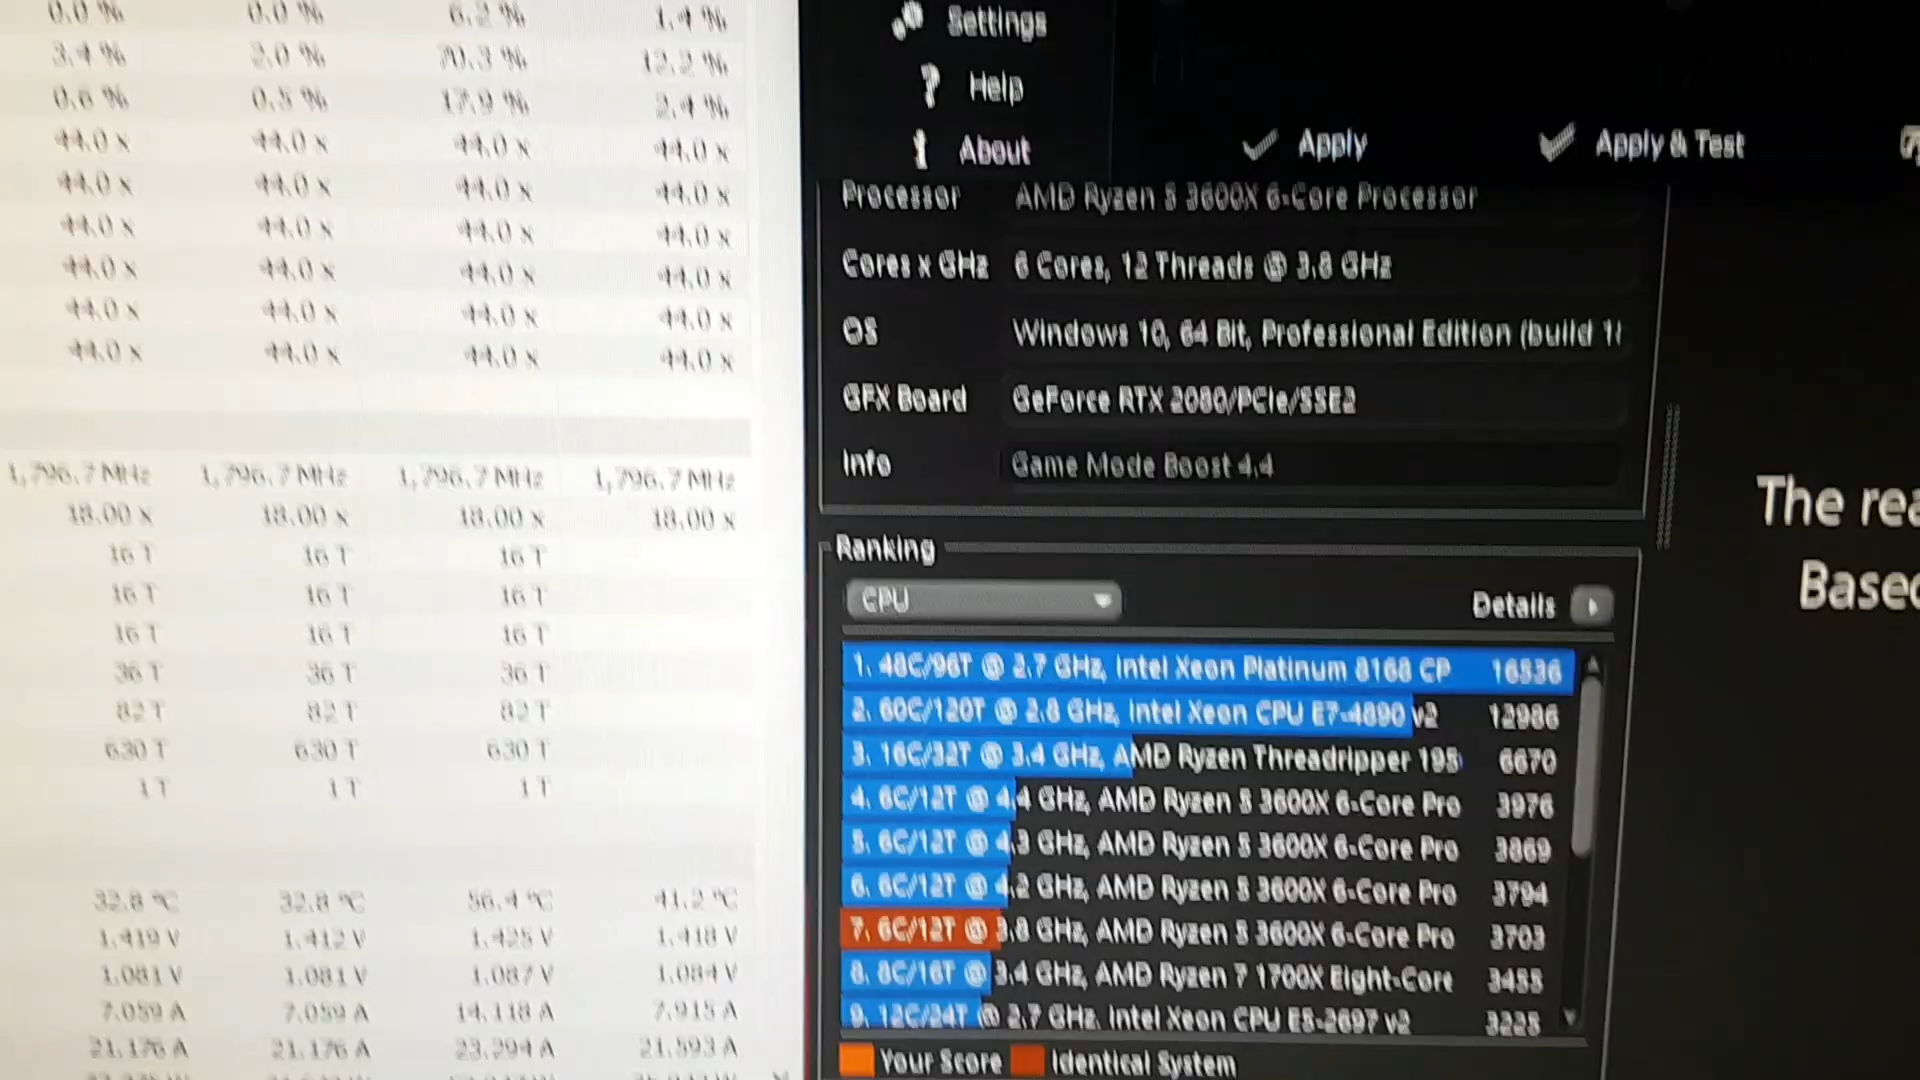 0.0 % 0.0 % 6.2 % 1.4 %
3.4 % 2.0 % 70.3 % 12.2 %
0.6 % 0.5 % 17.9 % 2.4 %
44.0 x 44.0 x 44.0 x 44.0 x
44.0 x 44.0 x 44.0 x 44.0 x
44.0 x 44.0 x 44.0 x 44.0 x
44.0 x 44.0 x 44.0 x 44.0 x
44.0 x 44.0 x 44.0 x 44.0 x
44.0 x 44.0 x 44.0 x 44.0 x
1,796.7 MHz 1,796.7 MHz 1,796.7 MHz 1,796.7 MHz
18.00 x 18.00 x 18.00 x 18.00 x
16 T 16 T 16 T
16 T 16 T 16 T
16 T 16 T 16 T
36 T 36 T 36 T
82 T 82 T 82 T
630 T 630 T 630 T
1 T 1 T 1 T
32.8 °C 32.8 °C 56.4 °C 41.2 °C
1.419 V 1.412 V 1.425 V 1.418 V
1.081 V 1.081 V 1.087 V 1.084 V
7.059 A 7.059 A 14.118 A 7.915 A
21.176 A 21.176 A 23.294 A 21.593 A
Settings
Help
About
Apply Apply & Test
Processor AMD Ryzen 5 3600X 6-Core Processor
Cores x GHz 6 Cores, 12 Threads @ 3.8 GHz
OS Windows 10, 64 Bit, Professional Edition (build 1
GFX Board GeForce RTX 2080/PCIe/SSE2
Info Game Mode Boost 4.4
Ranking
CPU Details
1. 48C/96T @ 2.7 GHz, Intel Xeon Platinum 8168 CP 16536
2. 60C/120T @ 2.8 GHz, Intel Xeon CPU E7-4890 v2 12986
3. 16C/32T @ 3.4 GHz, AMD Ryzen Threadripper 195 6670
4. 6C/12T @ 4.4 GHz, AMD Ryzen 5 3600X 6-Core Pro 3976
5. 6C/12T @ 4.3 GHz, AMD Ryzen 5 3600X 6-Core Pro 3869
6. 6C/12T @ 4.2 GHz, AMD Ryzen 5 3600X 6-Core Pro 3794
7. 6C/12T @ 3.8 GHz, AMD Ryzen 5 3600X 6-Core Pro 3703
8. 8C/16T @ 3.4 GHz, AMD Ryzen 7 1700X Eight-Core 3455
9. 12C/24T @ 2.7 GHz, Intel Xeon CPU E5-2697 v2 3225
Your Score Identical System
The rea
Based